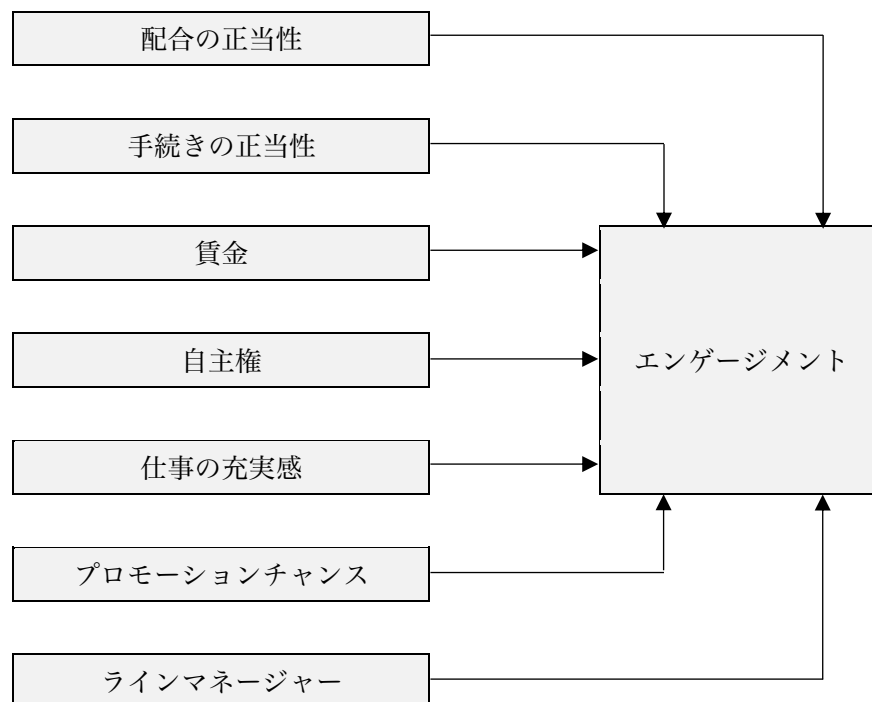 配合の正当性
手続きの正当性
賃金
自主権
エンゲージメント
仕事の充実感
プロモーションチャンス
ラインマネージャー